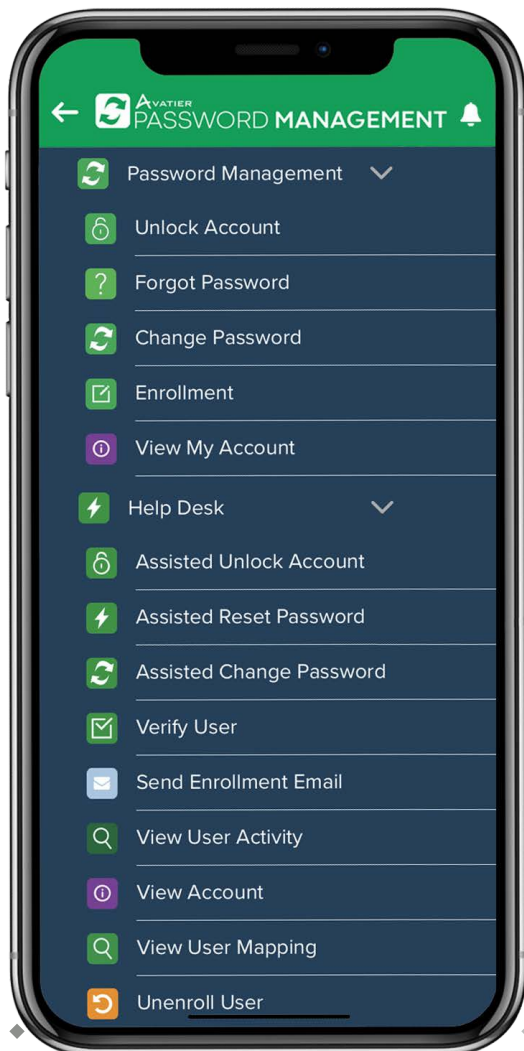 AVATIER
PASSWORD MANAGEMENT
Password Management
Unlock Account
Forgot Password
Change Password
Enrollment
View My Account
Help Desk
Assisted Unlock Account
Assisted Reset Password
Assisted Change Password
Verify User
Send Enrollment Email
View User Activity
View Account
View User Mapping
Unenroll User